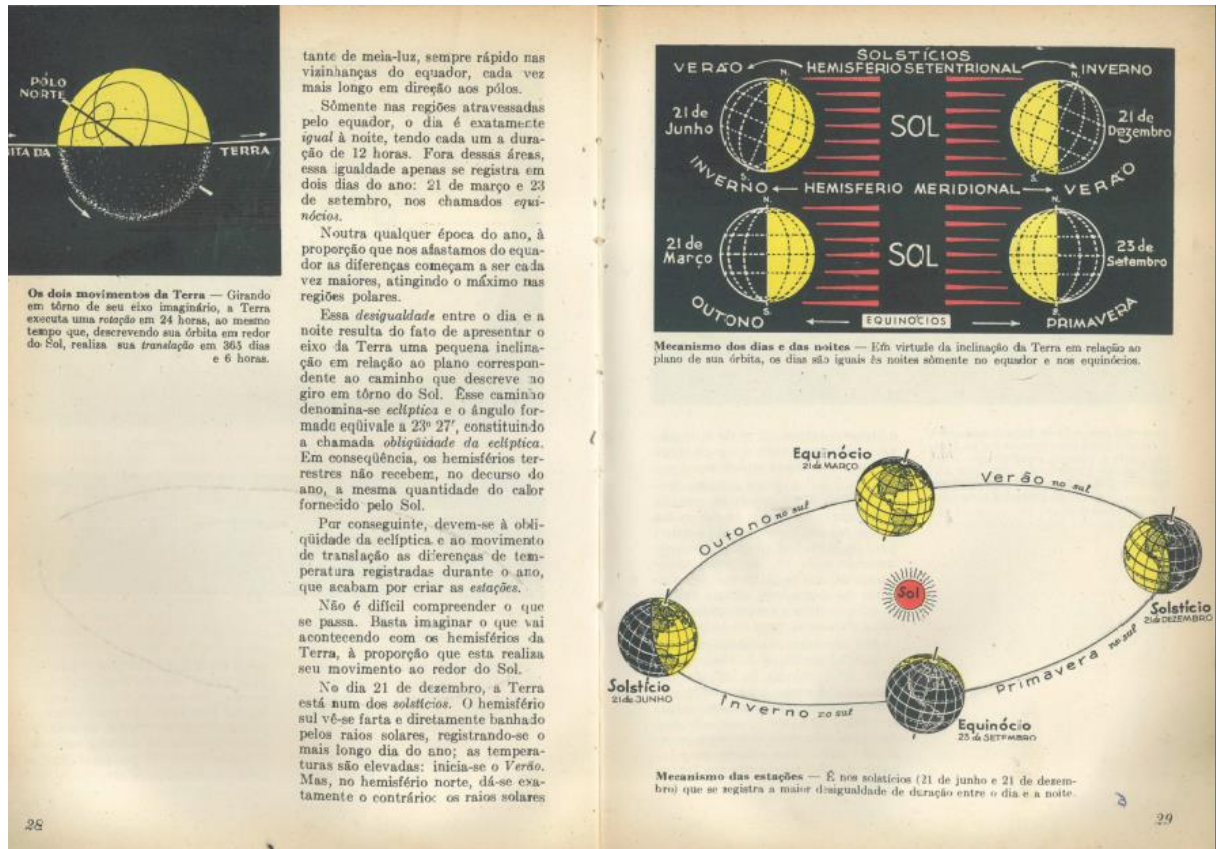 PÓLO
NORTE
ITA DA
TERRA
Os dois movimentos da Terra — Girando
em tôrno de seu eixo imaginário, a Terra
executa uma rotação em 24 horas, ao mesmo
tempo que, descrevendo sua órbita em redor
do Sol, realiza sua translação em 365 dias
e 6 horas.
tante de meia-luz, sempre rápido nas
vizinhanças do equador, cada vez
mais longo em direção aos pólos.
Sòmente nas regiões atravessadas
pelo equador, o dia é exatamente
igual à noite, tendo cada um a dura-
ção de 12 horas. Fora dessas áreas,
essa igualdade apenas se registra em
dois dias do ano: 21 de março e 23
de setembro, nos chamados equi-
nócios.
Noutra qualquer época do ano, à
proporção que nos afastamos do equa-
dor as diferenças começam a ser cada
vez maiores, atingindo o máximo nas
regiões polares.
Essa desigualdade entre o dia e a
noite resulta do fato de apresentar o
eixo da Terra uma pequena inclina-
ção em relação ao plano correspon-
dente ao caminho que descreve no
giro em tôrno do Sol. Êsse caminho
denomina-se eclíptica e o ângulo for-
mado eqüivale a 23º 27′, constituindo
a chamada obliqüidade da eclíptica.
Em conseqüência, os hemisférios ter-
restres não recebem, no decurso do
ano, a mesma quantidade do calor
fornecido pelo Sol.
Por conseguinte, devem-se à obli-
qüidade da eclíptica e ao movimento
de translação as diferenças de tem-
peratura registradas durante o ano,
que acabam por criar as estações.
Não é difícil compreender o que
se passa. Basta imaginar o que vai
acontecendo com os hemisférios da
Terra, à proporção que esta realiza
seu movimento ao redor do Sol.
No dia 21 de dezembro, a Terra
está num dos solstícios. O hemisfério
sul vê-se farta e diretamente banhado
pelos raios solares, registrando-se o
mais longo dia do ano; as tempera-
turas são elevadas: inicia-se o Verão.
Mas, no hemisfério norte, dá-se exa-
tamente o contrário: os raios solares
28
SOLSTÍCIOS
VERÃO HEMISFÉRIO SETENTRIONAL INVERNO
N. N.
21 de
Junho
SOL
21 de
Dezembro
S. S.
INVERNO HEMISFÉRIO MERIDIONAL VERÃO
N. N.
21 de
Março
SOL
23 de
Setembro
S. S.
OUTONO EQUINÓCIOS PRIMAVERA
Mecanismo dos dias e das noites — Em virtude da inclinação da Terra em relação ao
plano de sua órbita, os dias são iguais às noites sòmente no equador e nos equinócios.
Equinócio
21 de MARÇO
Verão no sul
Outono no sul
Sol
Solstício
21 de DEZEMBRO
Solstício
21 de JUNHO
Inverno no sul
Primavera no sul
Equinócio
23 de SETEMBRO
Mecanismo das estações — É nos solstícios (21 de junho e 21 de dezem-
bro) que se registra a maior desigualdade de duração entre o dia e a noite.
29